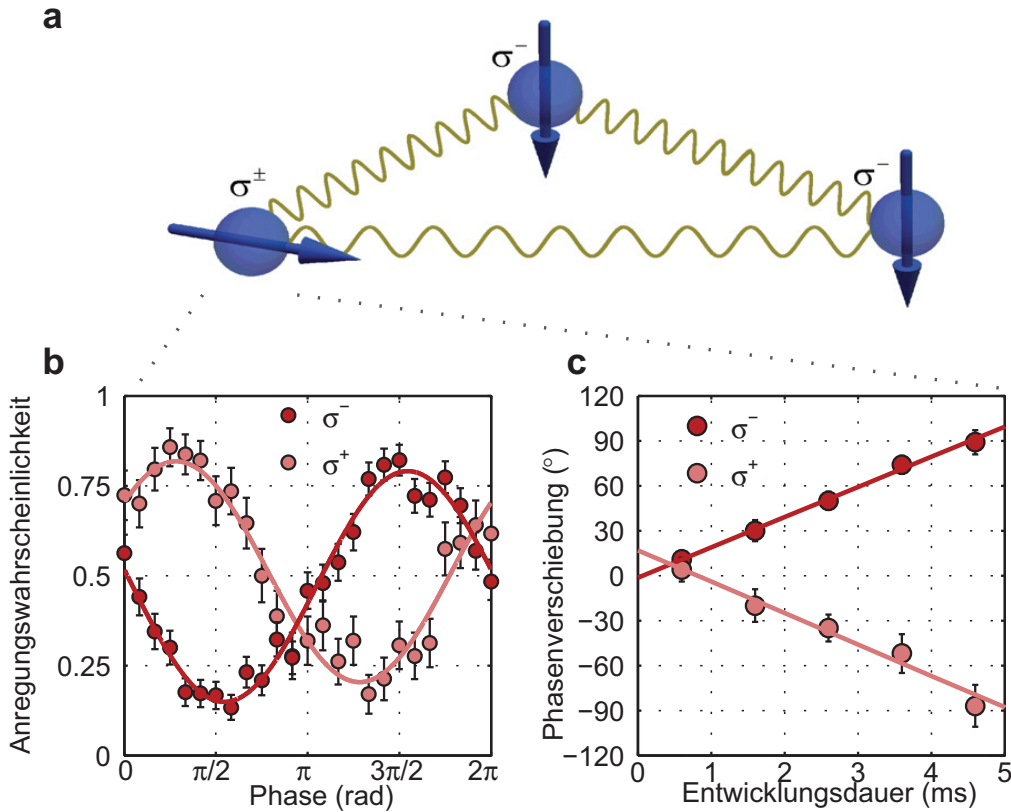 a
σ⁻
σ⁻
σ±
b
c
Anregungswahrscheinlichkeit
1
0.75
0.5
0.25
0
σ⁻
σ⁺
0
π/2
π
3π/2
2π
Phase (rad)
Phasenverschiebung (°)
120
90
60
30
0
−30
−60
−90
−120
σ⁻
σ⁺
0
1
2
3
4
5
Entwicklungsdauer (ms)